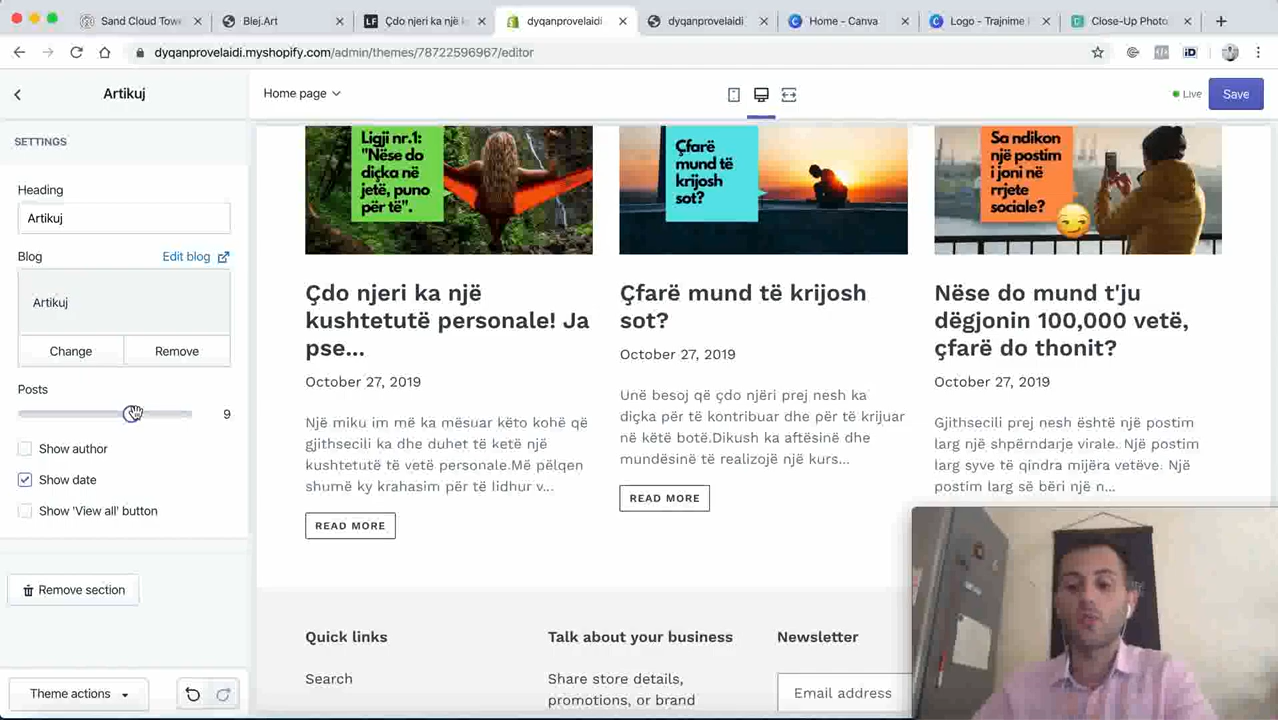 Sand Cloud Towe
Blej.Art
Çdo njeri ka një k
dyqanprovelaidi
dyqanprovelaidi
Home - Canva
Logo - Trajnime
Close-Up Photo
dyqanprovelaidi.myshopify.com/admin/themes/78722596967/editor
Artikuj
Home page
Live
Save
SETTINGS
Heading
Artikuj
Blog
Edit blog
Artikuj
Change
Remove
Posts
9
Show author
Show date
Show 'View all' button
Remove section
Theme actions
Ligji nr.1:
"Nëse do
diçka në
jetë, puno
për të".
Çdo njeri ka një
kushtetutë personale! Ja
pse...
October 27, 2019
Një miku im më ka mësuar këto kohë që
gjithsecili ka dhe duhet të ketë një
kushtetutë të vetë personale.Më pëlqen
shumë ky krahasim për të lidhur v...
READ MORE
Çfarë
mund të
krijosh
sot?
Çfarë mund të krijosh
sot?
October 27, 2019
Unë besoj që çdo njëri prej nesh ka
diçka për të kontribuar dhe për të krijuar
në këtë botë.Dikush ka aftësinë dhe
mundësinë të realizojë një kurs...
READ MORE
Sa ndikon
një postim
i joni në
rrjete
sociale?
Nëse do mund t'ju
dëgjonin 100,000 vetë,
çfarë do thonit?
October 27, 2019
Gjithsecili prej nesh është një postim
larg një shpërndarje virale. Një postim
larg syve të qindra mijëra vetëve. Një
postim larg së bëri një n...
Quick links
Search
Talk about your business
Share store details,
promotions, or brand
Newsletter
Email address